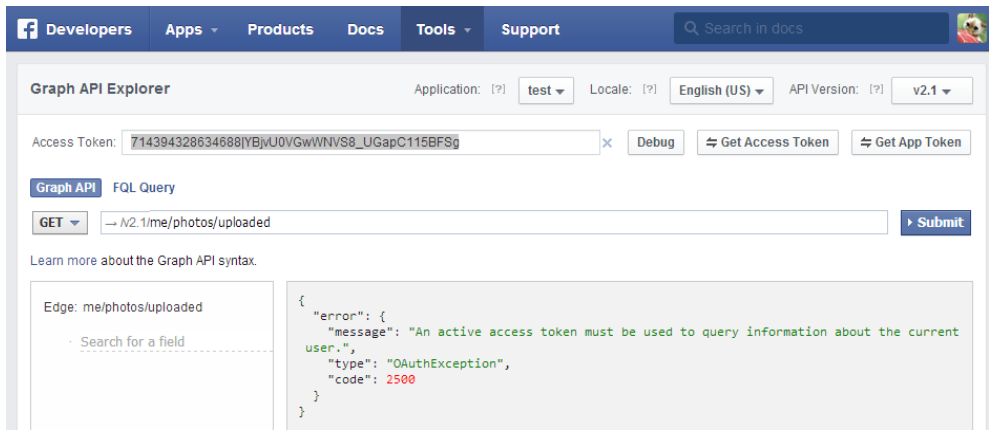 Developers Apps Products Docs Tools Support Search in docs
Graph API Explorer Application: [?] test Locale: [?] English (US) API Version: [?] v2.1
Access Token: 714394328634688|YBjvU0VGwWNVS8_UGapC115BFSg × Debug Get Access Token Get App Token
Graph API FQL Query
GET → /v2.1/me/photos/uploaded Submit
Learn more about the Graph API syntax.
Edge: me/photos/uploaded
Search for a field
{
"error": {
"message": "An active access token must be used to query information about the current
user.",
"type": "OAuthException",
"code": 2500
}
}